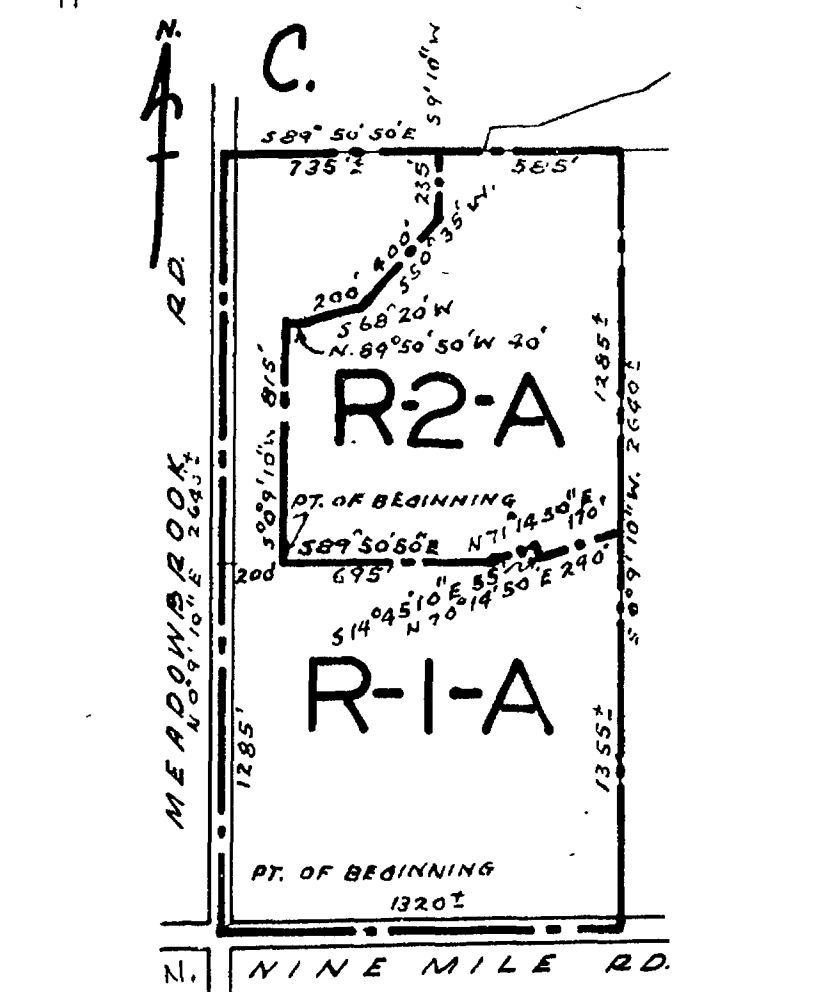 N.
C.
S 9' 10" W
S89° 50' 50"E
735'±
235'
585'
400'
S50° 35' W.
200'
S 68° 20' W
N. 89° 50' 50" W 40'
RD.
MEADOWBROOK
N 0° 9' 10" E 2643±
815'
S 0° 9' 10" W
R-2-A
1285±
S 0° 9' 10" W. 2640±
PT. OF BEGINNING
S89° 50' 50"E
695'
200'
N 71° 14' 50" E
170'
S 14° 45' 10" E 55'
N 70° 14' 50" E 290'
R-1-A
1285'
1355±
PT. OF BEGINNING
1320±
N.
NINE MILE RD.